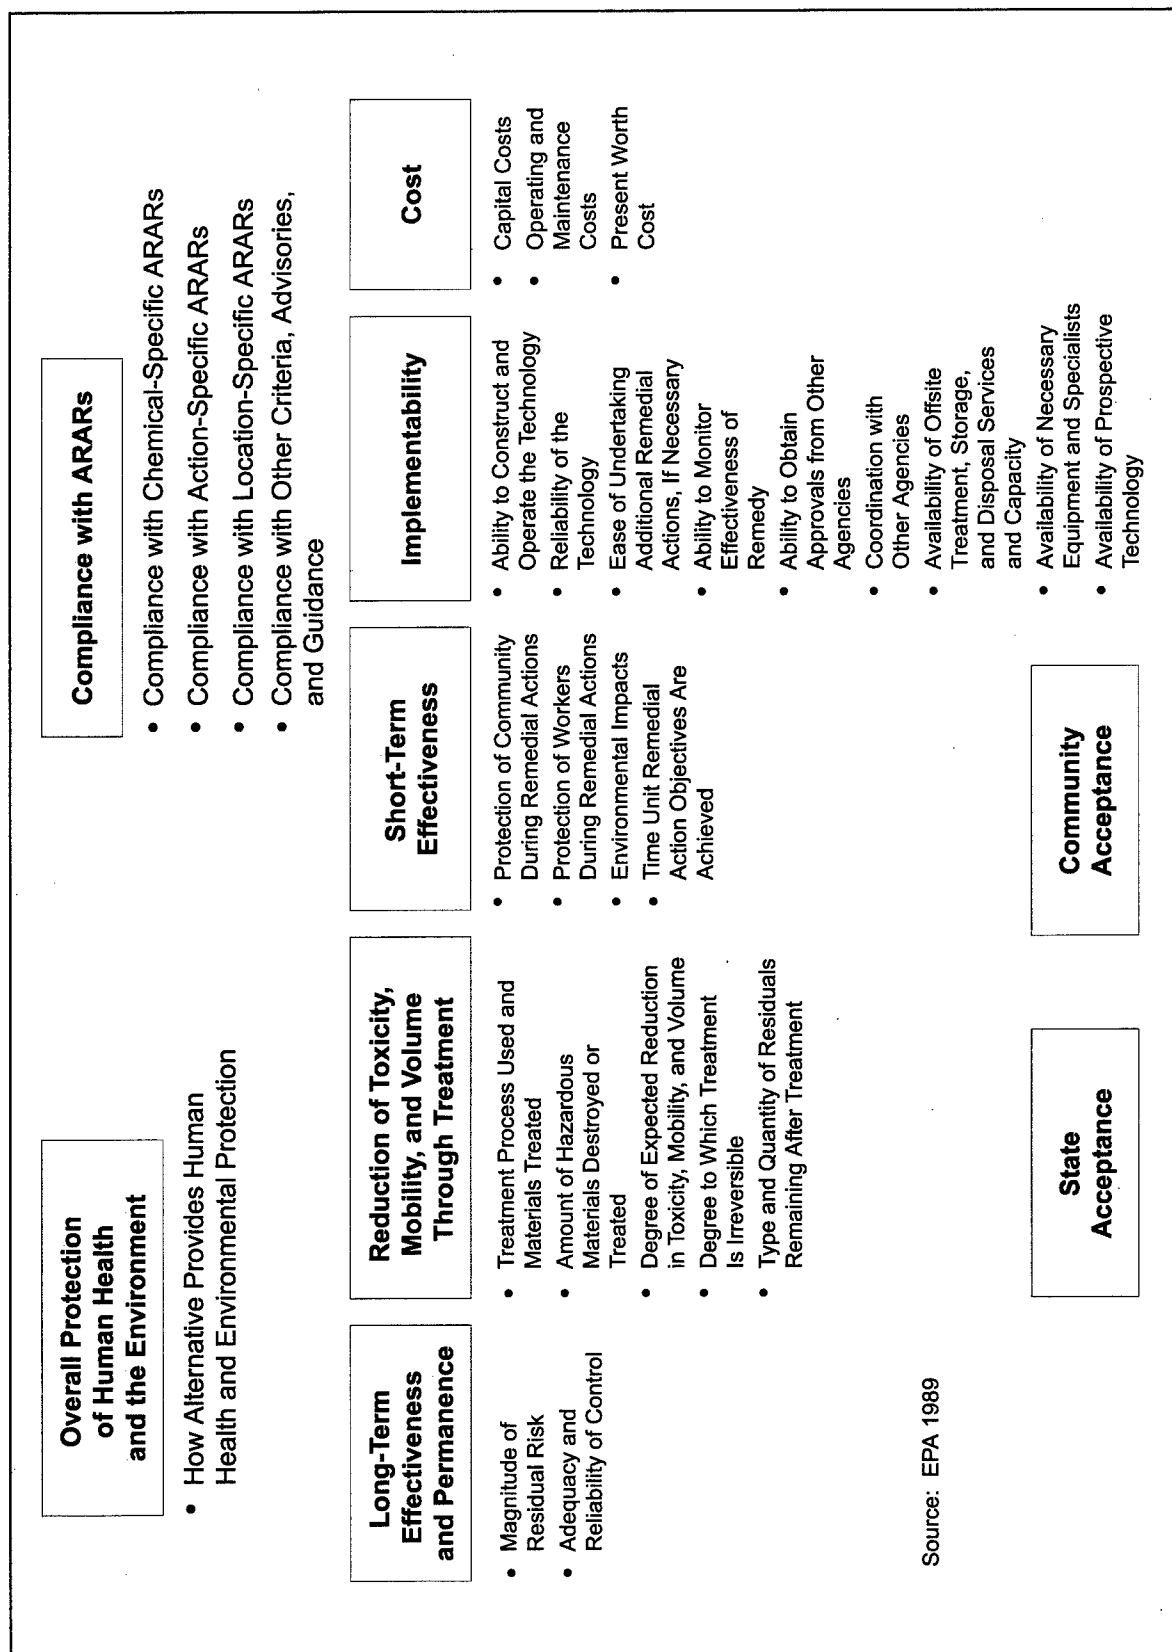 Overall Protection
of Human Health
and the Environment
• How Alternative Provides Human
Health and Environmental Protection
Compliance with ARARs
• Compliance with Chemical-Specific ARARs
• Compliance with Action-Specific ARARs
• Compliance with Location-Specific ARARs
• Compliance with Other Criteria, Advisories,
and Guidance
Long-Term
Effectiveness
and Permanence
• Magnitude of
Residual Risk
• Adequacy and
Reliability of Control
Reduction of Toxicity,
Mobility, and Volume
Through Treatment
• Treatment Process Used and
Materials Treated
• Amount of Hazardous
Materials Destroyed or
Treated
• Degree of Expected Reduction
in Toxicity, Mobility, and Volume
• Degree to Which Treatment
Is Irreversible
• Type and Quantity of Residuals
Remaining After Treatment
Short-Term
Effectiveness
• Protection of Community
During Remedial Actions
• Protection of Workers
During Remedial Actions
• Environmental Impacts
• Time Unit Remedial
Action Objectives Are
Achieved
Implementability
• Ability to Construct and
Operate the Technology
• Reliability of the
Technology
• Ease of Undertaking
Additional Remedial
Actions, If Necessary
• Ability to Monitor
Effectiveness of
Remedy
• Ability to Obtain
Approvals from Other
Agencies
• Coordination with
Other Agencies
• Availability of Offsite
Treatment, Storage,
and Disposal Services
and Capacity
• Availability of Necessary
Equipment and Specialists
• Availability of Prospective
Technology
Cost
• Capital Costs
• Operating and
Maintenance
Costs
• Present Worth
Cost
Source: EPA 1989
State
Acceptance
Community
Acceptance